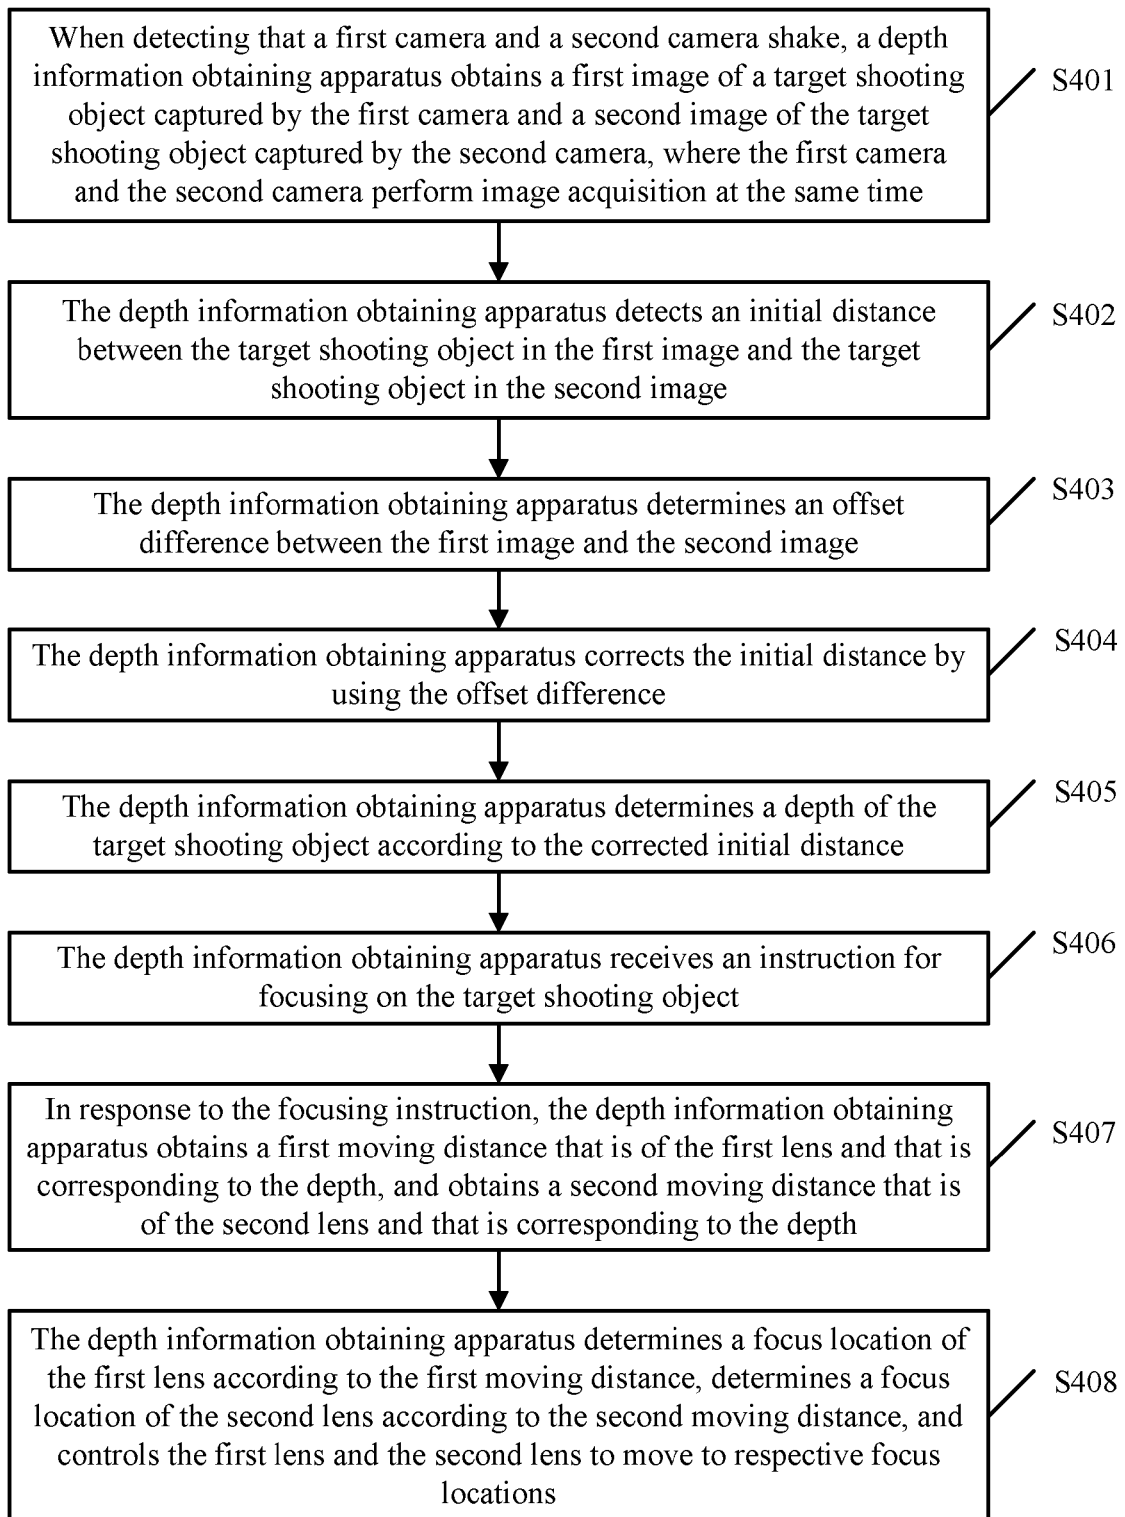 When detecting that a first camera and a second camera shake, a depth
information obtaining apparatus obtains a first image of a target shooting
object captured by the first camera and a second image of the target
shooting object captured by the second camera, where the first camera
and the second camera perform image acquisition at the same time
S401
The depth information obtaining apparatus detects an initial distance
between the target shooting object in the first image and the target
shooting object in the second image
S402
The depth information obtaining apparatus determines an offset
difference between the first image and the second image
S403
The depth information obtaining apparatus corrects the initial distance by
using the offset difference
S404
The depth information obtaining apparatus determines a depth of the
target shooting object according to the corrected initial distance
S405
The depth information obtaining apparatus receives an instruction for
focusing on the target shooting object
S406
In response to the focusing instruction, the depth information obtaining
apparatus obtains a first moving distance that is of the first lens and that is
corresponding to the depth, and obtains a second moving distance that is
of the second lens and that is corresponding to the depth
S407
The depth information obtaining apparatus determines a focus location of
the first lens according to the first moving distance, determines a focus
location of the second lens according to the second moving distance, and
controls the first lens and the second lens to move to respective focus
locations
S408